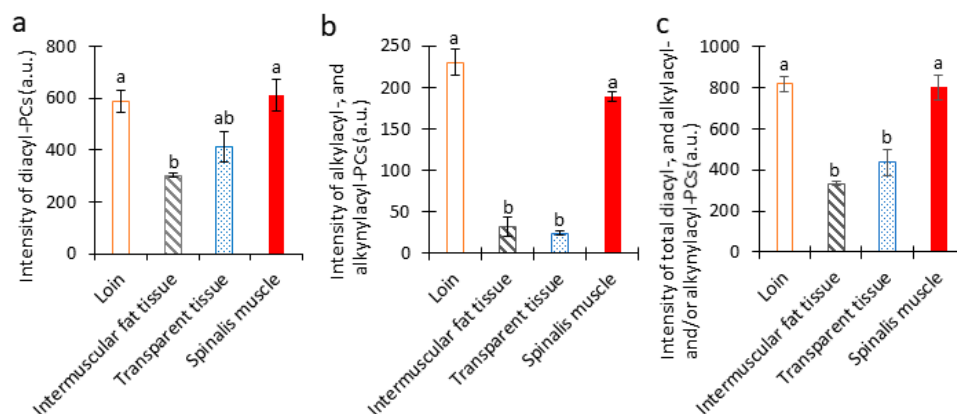 a
Intensity of diacyl-PCs (a.u.)
800
600
400
200
0
a
b
ab
a
Loin
Intermuscular fat tissue
Transparent tissue
Spinalis muscle
b
Intensity of alkylacyl-, and
alkynylacyl-PCs (a.u.)
250
200
150
100
50
0
a
b
b
a
Loin
Intermuscular fat tissue
Transparent tissue
Spinalis muscle
c
Intensity of total diacyl-, and alkylacyl-
and/or alkynylacyl-PCs (a.u.)
1000
800
600
400
200
0
a
b
b
a
Loin
Intermuscular fat tissue
Transparent tissue
Spinalis muscle